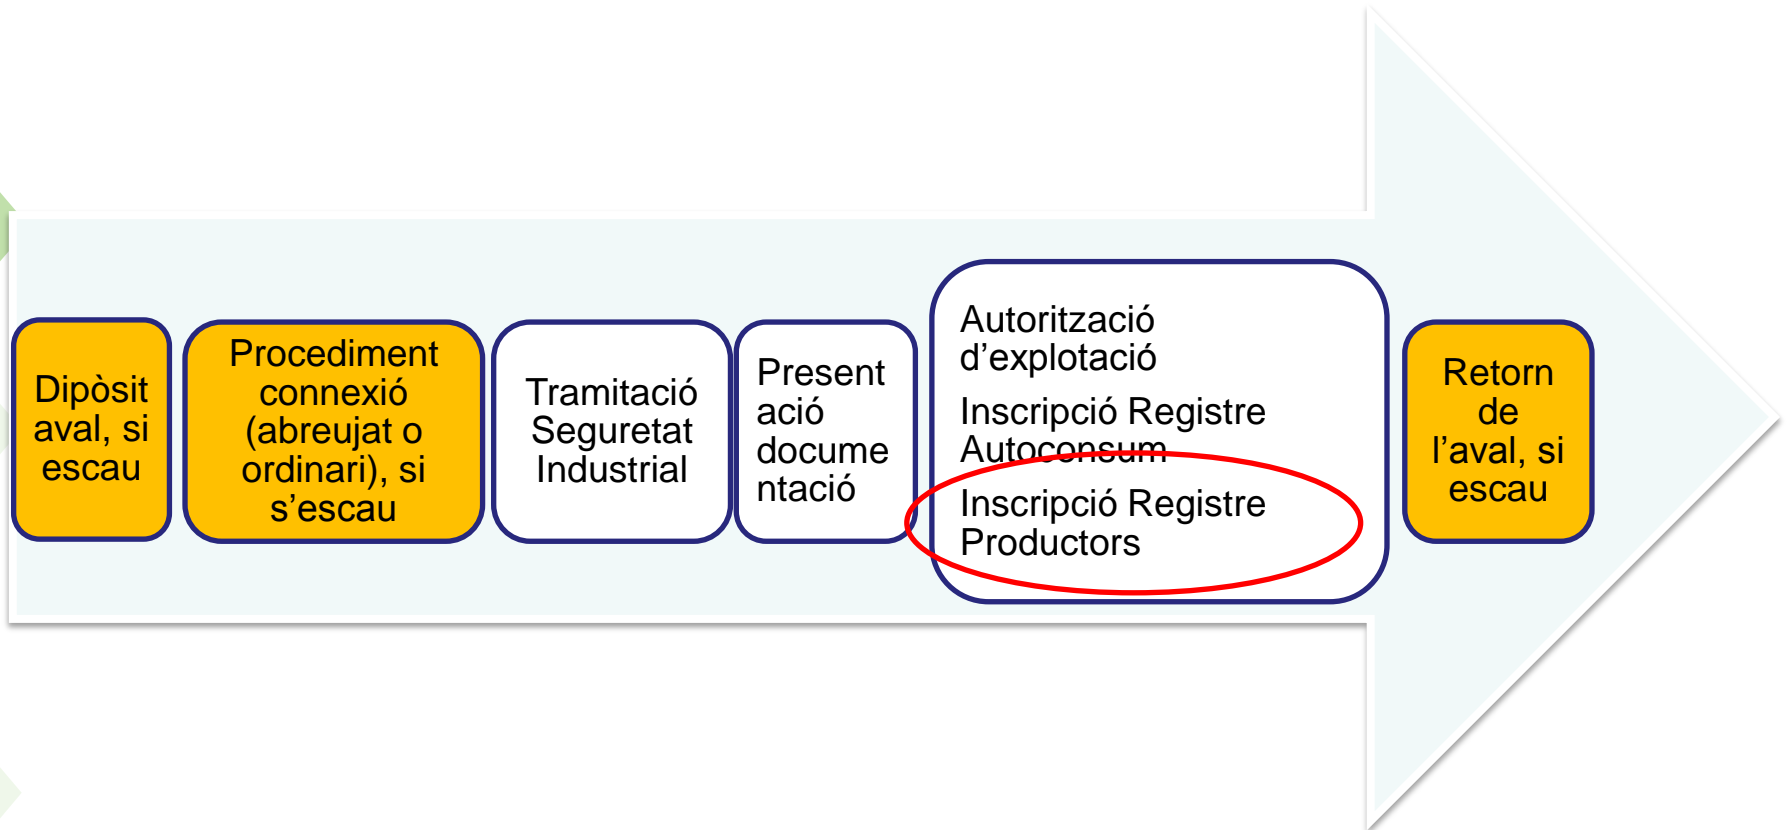 Dipòsit
aval, si
escau
Procediment
connexió
(abreujat o
ordinari), si
s’escau
Tramitació
Seguretat
Industrial
Present
ació
docume
ntació
Autorització
d’explotació
Inscripció Registre
Autoconsum
Inscripció Registre
Productors
Retorn
de
l’aval, si
escau